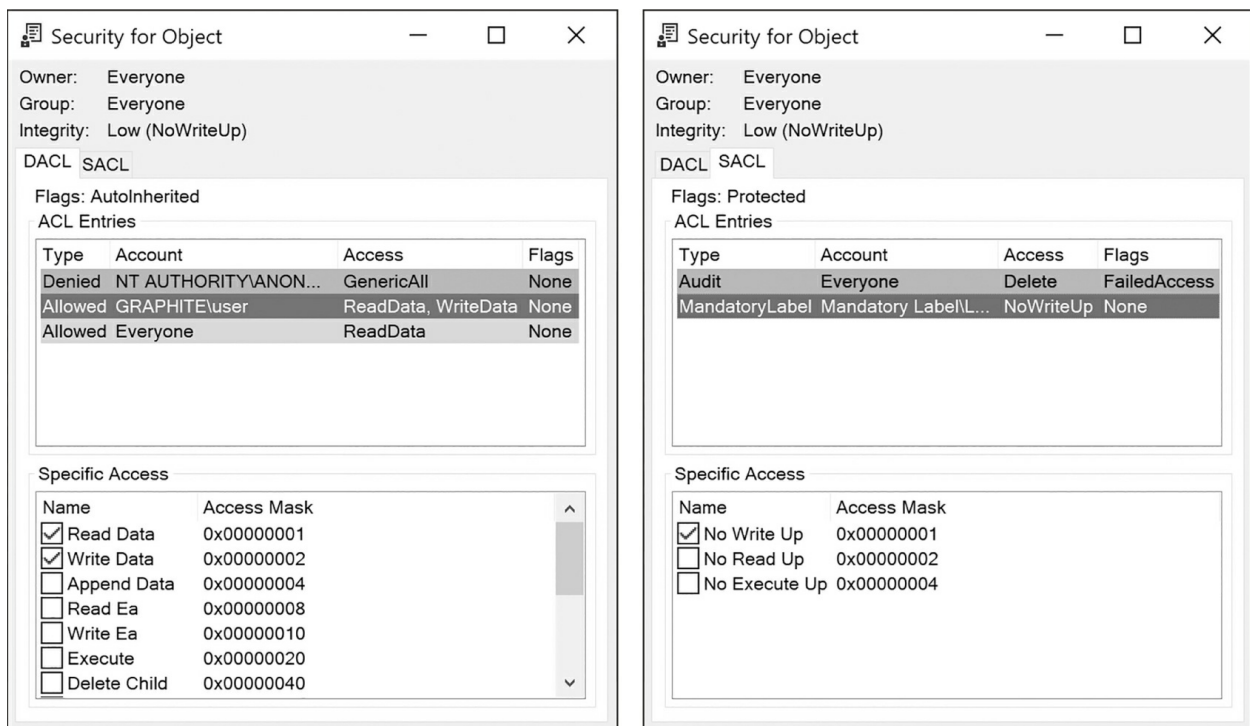 Security for Object
Owner: Everyone
Group: Everyone
Integrity: Low (NoWriteUp)
DACL SACL
Flags: AutoInherited
ACL Entries
Type Account Access Flags
Denied NT AUTHORITY\ANON... GenericAll None
Allowed GRAPHITE\user ReadData, WriteData None
Allowed Everyone ReadData None
Specific Access
Name Access Mask
Read Data 0x00000001
Write Data 0x00000002
Append Data 0x00000004
Read Ea 0x00000008
Write Ea 0x00000010
Execute 0x00000020
Delete Child 0x00000040
Security for Object
Owner: Everyone
Group: Everyone
Integrity: Low (NoWriteUp)
DACL SACL
Flags: Protected
ACL Entries
Type Account Access Flags
Audit Everyone Delete FailedAccess
MandatoryLabel Mandatory Label\L... NoWriteUp None
Specific Access
Name Access Mask
No Write Up 0x00000001
No Read Up 0x00000002
No Execute Up 0x00000004